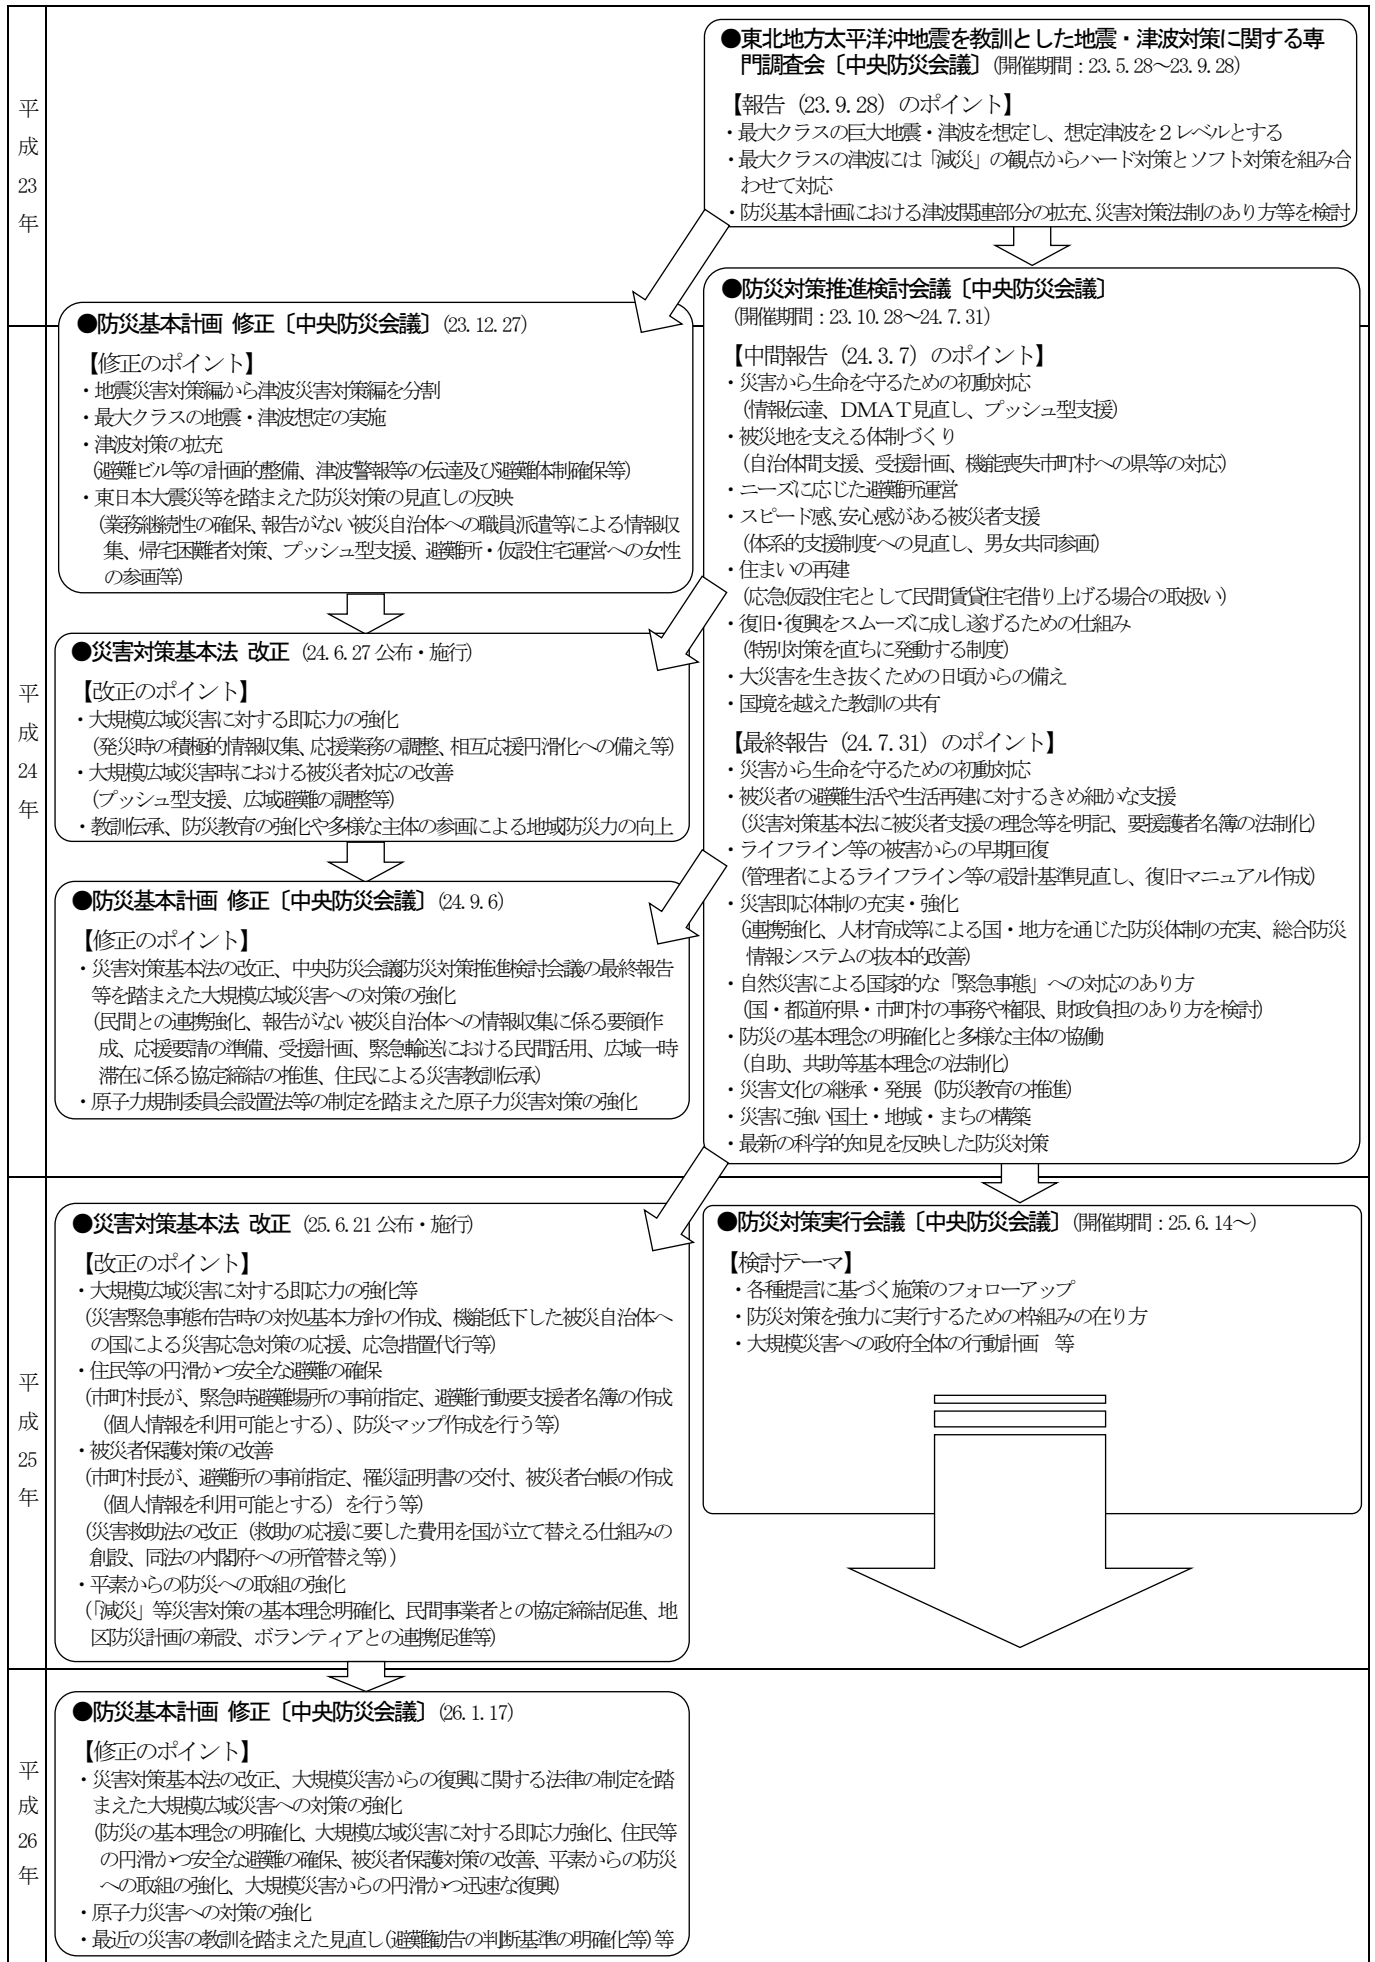 平
成
23
年
●東北地方太平洋沖地震を教訓とした地震・津波対策に関する専
門調査会〔中央防災会議〕(開催期間：23.5.28～23.9.28)
【報告（23.9.28）のポイント】
・最大クラスの巨大地震・津波を想定し、想定津波を２レベルとする
・最大クラスの津波には「減災」の観点からハード対策とソフト対策を組み合
わせて対応
・防災基本計画における津波関連部分の拡充、災害対策法制のあり方等を検討
●防災基本計画 修正〔中央防災会議〕(23.12.27)
【修正のポイント】
・地震災害対策編から津波災害対策編を分割
・最大クラスの地震・津波想定の実施
・津波対策の拡充
(避難ビル等の計画的整備、津波警報等の伝達及び避難体制確保等)
・東日本大震災等を踏まえた防災対策の見直しの反映
(業務継続性の確保、報告がない被災自治体への職員派遣等による情報収
集、帰宅困難者対策、プッシュ型支援、避難所・仮設住宅運営への女性
の参画等)
●防災対策推進検討会議〔中央防災会議〕
(開催期間：23.10.28～24.7.31)
【中間報告（24.3.7）のポイント】
・災害から生命を守るための初動対応
(情報伝達、ＤＭＡＴ見直し、プッシュ型支援)
・被災地を支える体制づくり
(自治体間支援、受援計画、機能喪失市町村への県等の対応)
・ニーズに応じた避難所運営
・スピード感、安心感がある被災者支援
(体系的支援制度への見直し、男女共同参画)
・住まいの再建
(応急仮設住宅として民間賃貸住宅借り上げる場合の取扱い)
・復旧・復興をスムーズに成し遂げるための仕組み
(特別対策を直ちに発動する制度)
・大災害を生き抜くための日頃からの備え
・国境を越えた教訓の共有
【最終報告（24.7.31）のポイント】
・災害から生命を守るための初動対応
・被災者の避難生活や生活再建に対するきめ細かな支援
(災害対策基本法に被災者支援の理念等を明記、要援護者名簿の法制化)
・ライフライン等の被害からの早期回復
(管理者によるライフライン等の設計基準見直し、復旧マニュアル作成)
・災害即応体制の充実・強化
(連携強化、人材育成等による国・地方を通じた防災体制の充実、総合防災
情報システムの抜本的改善)
・自然災害による国家的な「緊急事態」への対応のあり方
(国・都道府県・市町村の事務や権限、財政負担のあり方を検討)
・防災の基本理念の明確化と多様な主体の協働
(自助、共助等基本理念の法制化)
・災害文化の継承・発展（防災教育の推進)
・災害に強い国土・地域・まちの構築
・最新の科学的知見を反映した防災対策
平
成
24
年
●災害対策基本法 改正（24.6.27 公布・施行）
【改正のポイント】
・大規模広域災害に対する即応力の強化
(発災時の積極的情報収集、応援業務の調整、相互応援円滑化への備え等)
・大規模広域災害時における被災者対応の改善
(プッシュ型支援、広域避難の調整等)
・教訓伝承、防災教育の強化や多様な主体の参画による地域防災力の向上
●防災基本計画 修正〔中央防災会議〕(24.9.6)
【修正のポイント】
・災害対策基本法の改正、中央防災会議防災対策推進検討会議の最終報告
等を踏まえた大規模広域災害への対策の強化
(民間との連携強化、報告がない被災自治体への情報収集に係る要領作
成、応援要請の準備、受援計画、緊急輸送における民間活用、広域一時
滞在に係る協定締結の推進、住民による災害教訓伝承)
・原子力規制委員会設置法等の制定を踏まえた原子力災害対策の強化
平
成
25
年
●災害対策基本法 改正（25.6.21 公布・施行）
【改正のポイント】
・大規模広域災害に対する即応力の強化等
(災害緊急事態布告時の対処基本方針の作成、機能低下した被災自治体へ
の国による災害応急対策の応援、応急措置代行等)
・住民等の円滑かつ安全な避難の確保
(市町村長が、緊急時避難場所の事前指定、避難行動要支援者名簿の作成
（個人情報を利用可能とする）、防災マップ作成を行う等)
・被災者保護対策の改善
(市町村長が、避難所の事前指定、罹災証明書の交付、被災者台帳の作成
（個人情報を利用可能とする）を行う等)
(災害救助法の改正（救助の応援に要した費用を国が立て替える仕組みの
創設、同法の内閣府への所管替え等）)
・平素からの防災への取組の強化
(「減災」等災害対策の基本理念明確化、民間事業者との協定締結促進、地
区防災計画の新設、ボランティアとの連携促進等)
●防災対策実行会議〔中央防災会議〕(開催期間：25.6.14～)
【検討テーマ】
・各種提言に基づく施策のフォローアップ
・防災対策を強力に実行するための枠組みの在り方
・大規模災害への政府全体の行動計画　等
平
成
26
年
●防災基本計画 修正〔中央防災会議〕(26.1.17)
【修正のポイント】
・災害対策基本法の改正、大規模災害からの復興に関する法律の制定を踏
まえた大規模広域災害への対策の強化
(防災の基本理念の明確化、大規模広域災害に対する即応力強化、住民等
の円滑かつ安全な避難の確保、被災者保護対策の改善、平素からの防災
への取組の強化、大規模災害からの円滑かつ迅速な復興)
・原子力災害への対策の強化
・最近の災害の教訓を踏まえた見直し(避難勧告の判断基準の明確化等)等